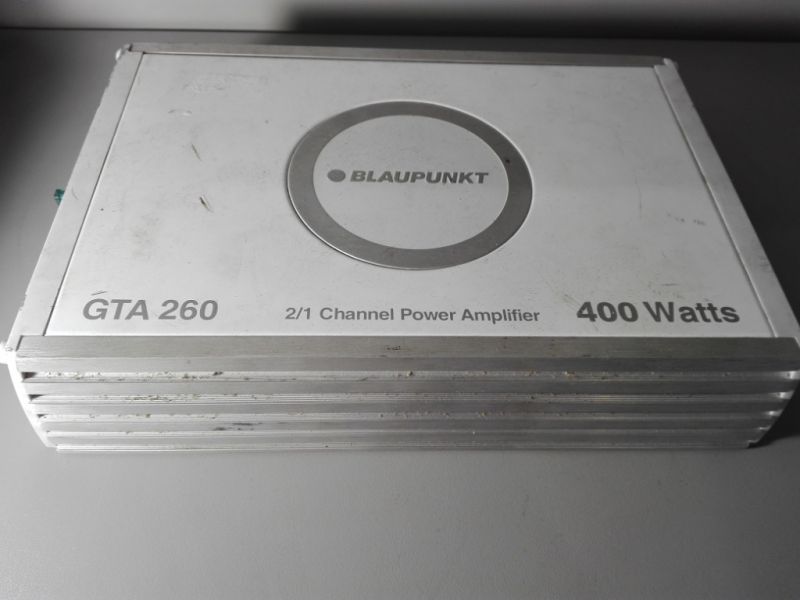 BLAUPUNKT
GTA 260
2/1 Channel Power Amplifier
400 Watts